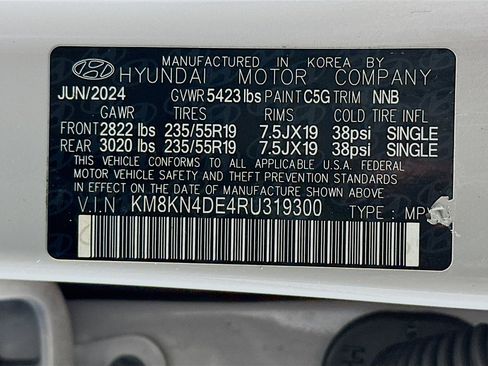 MANUFACTURED IN KOREA BY
HYUNDAI MOTOR COMPANY
JUN/2024 GVWR 5423 lbs PAINT C5G TRIM NNB
GAWR TIRES RIMS COLD TIRE INFL
FRONT 2822 lbs 235/55R19 7.5JX19 38psi SINGLE
REAR 3020 lbs 235/55R19 7.5JX19 38psi SINGLE
THIS VEHICLE CONFORMS TO ALL APPLICABLE U.S.A. FEDERAL
MOTOR VEHICLE SAFETY AND THEFT PREVENTION STANDARDS
IN EFFECT ON THE DATE OF MANUFACTURE SHOWN ABOVE.
V.I.N KM8KN4DE4RU319300 TYPE : MP